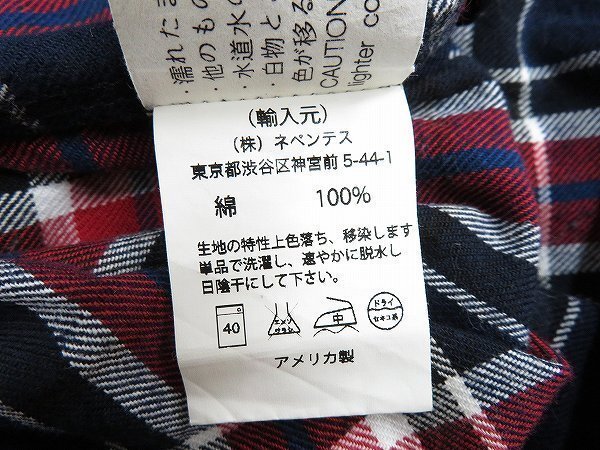 ・濡れたま
・他のもの
・水道水の
・白物と
色が移る
CAUTION
lighter co
(輸入元)
(株) ネペンテス
東京都渋谷区神宮前 5-44-1
綿 100%
生地の特性上色落ち、移染します
単品で洗濯し、速やかに脱水し
日陰干にして下さい。
40 エンソ サラシ 中 ドライ セキユ系
アメリカ製